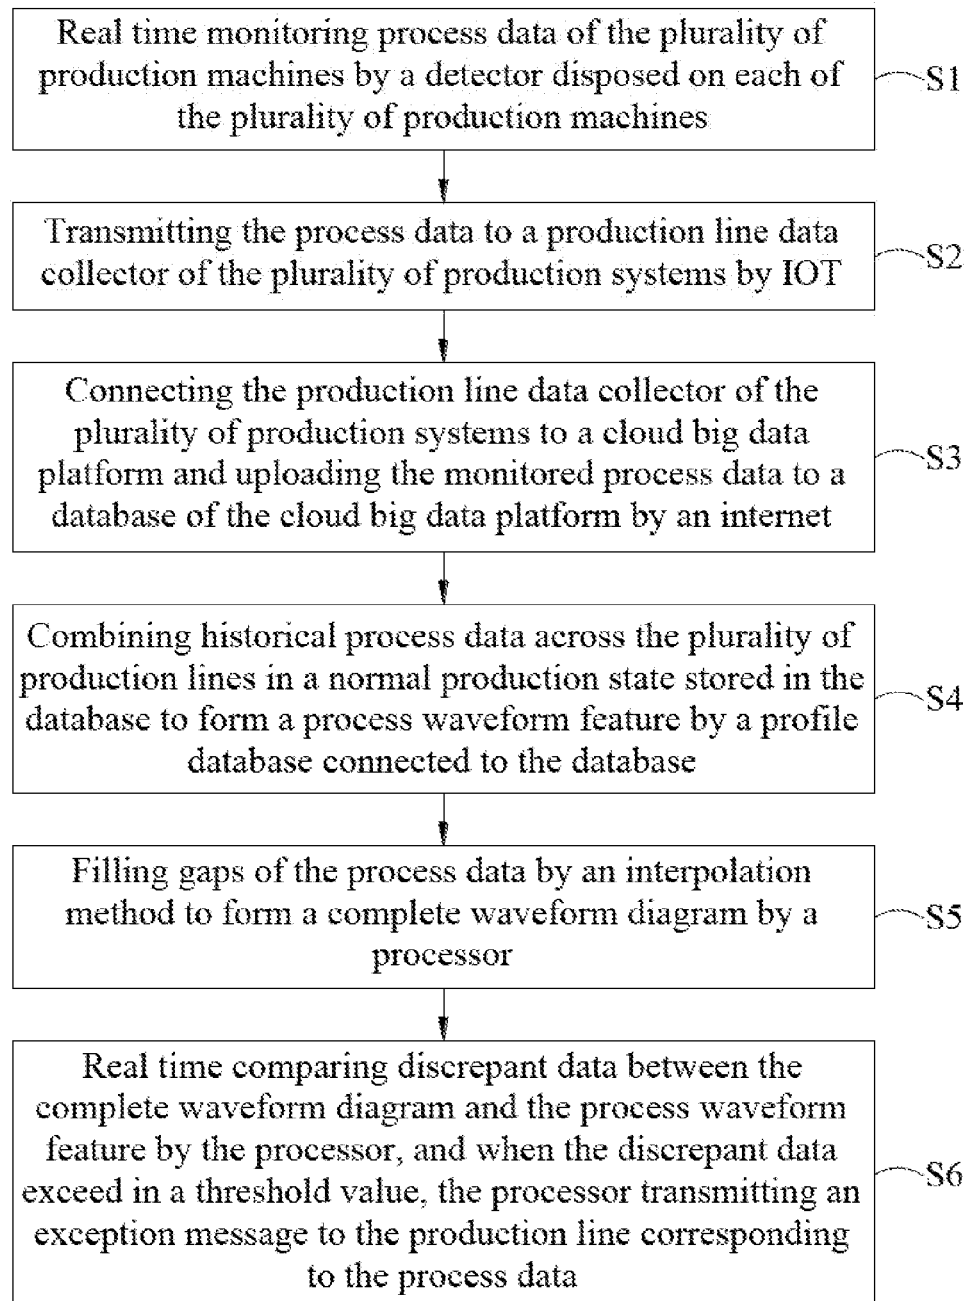 Real time monitoring process data of the plurality of
production machines by a detector disposed on each of
the plurality of production machines
S1
Transmitting the process data to a production line data
collector of the plurality of production systems by IOT
S2
Connecting the production line data collector of the
plurality of production systems to a cloud big data
platform and uploading the monitored process data to a
database of the cloud big data platform by an internet
S3
Combining historical process data across the plurality of
production lines in a normal production state stored in the
database to form a process waveform feature by a profile
database connected to the database
S4
Filling gaps of the process data by an interpolation
method to form a complete waveform diagram by a
processor
S5
Real time comparing discrepant data between the
complete waveform diagram and the process waveform
feature by the processor, and when the discrepant data
exceed in a threshold value, the processor transmitting an
exception message to the production line corresponding
to the process data
S6